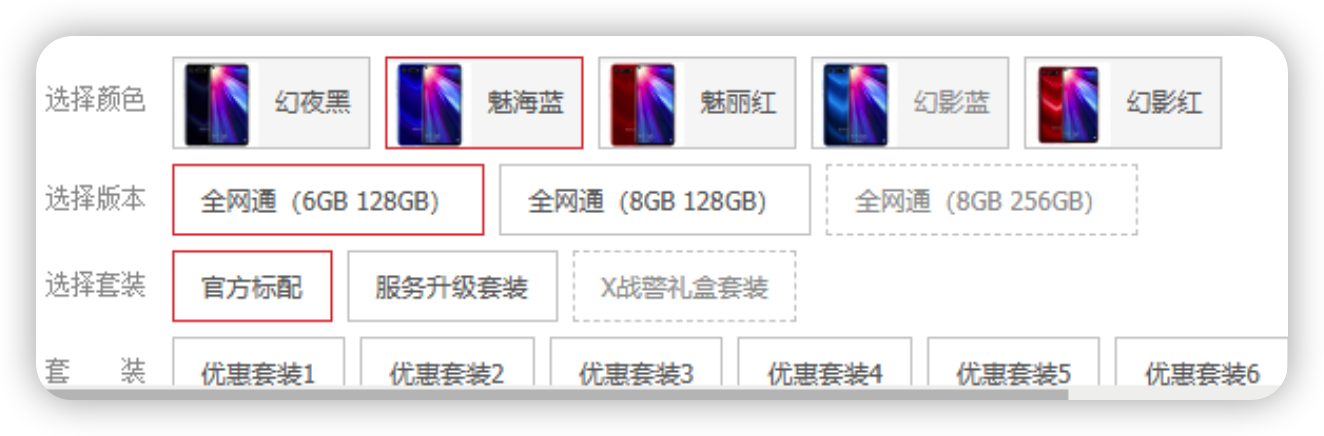 选择颜色 幻夜黑 魅海蓝 魅丽红 幻影蓝 幻影红
选择版本 全网通（6GB 128GB） 全网通（8GB 128GB） 全网通（8GB 256GB）
选择套装 官方标配 服务升级套装 X战警礼盒套装
套 装 优惠套装1 优惠套装2 优惠套装3 优惠套装4 优惠套装5 优惠套装6